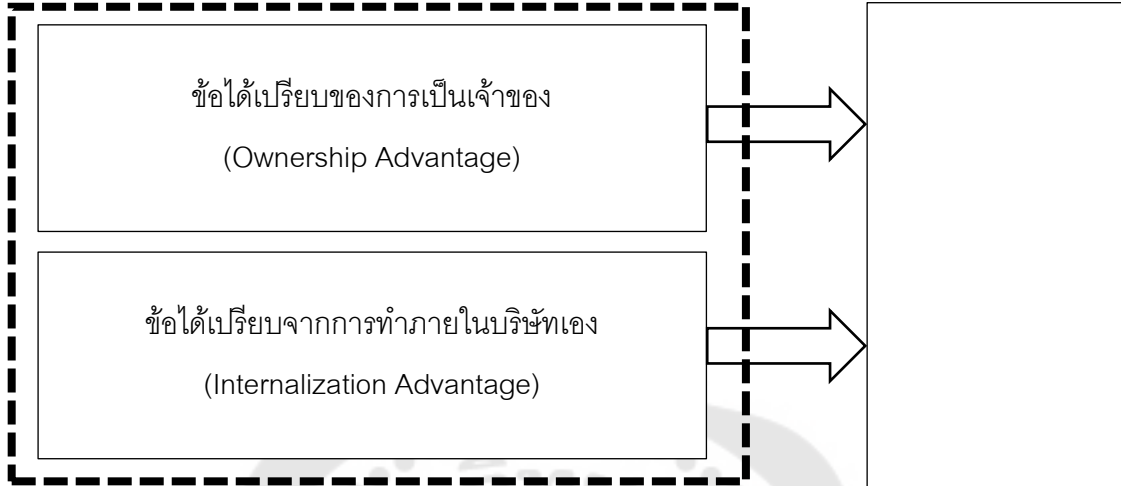 ข้อได้เปรียบของการเป็นเจ้าของ
(Ownership Advantage)
ข้อได้เปรียบจากการทำภายในบริษัทเอง
(Internalization Advantage)